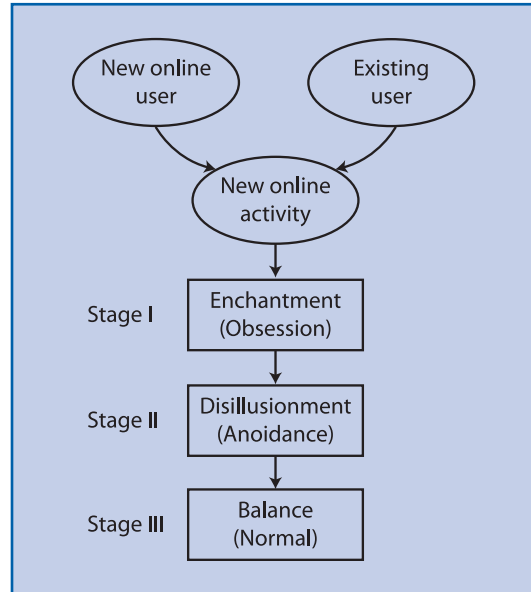 New online
user
Existing
user
New online
activity
Stage I
Enchantment
(Obsession)
Stage II
Disillusionment
(Anoidance)
Stage III
Balance
(Normal)